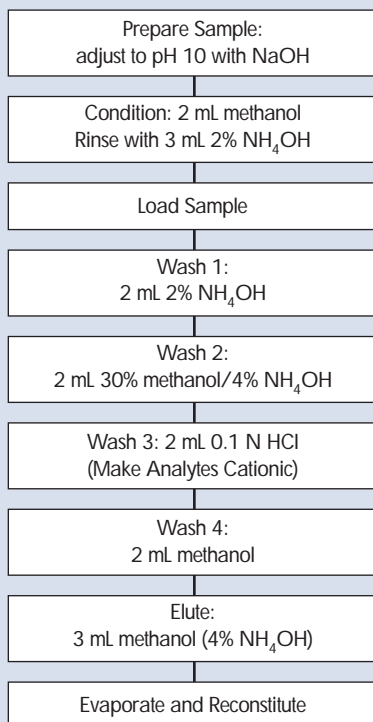 Prepare Sample:
adjust to pH 10 with NaOH
Condition: 2 mL methanol
Rinse with 3 mL 2% NH₄OH
Load Sample
Wash 1:
2 mL 2% NH₄OH
Wash 2:
2 mL 30% methanol/4% NH₄OH
Wash 3: 2 mL 0.1 N HCl
(Make Analytes Cationic)
Wash 4:
2 mL methanol
Elute:
3 mL methanol (4% NH₄OH)
Evaporate and Reconstitute